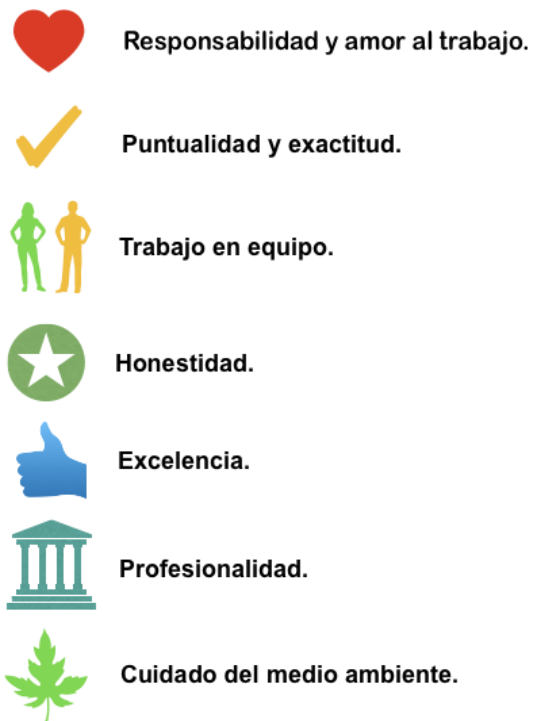 Responsabilidad y amor al trabajo.
Puntualidad y exactitud.
Trabajo en equipo.
Honestidad.
Excelencia.
Profesionalidad.
Cuidado del medio ambiente.